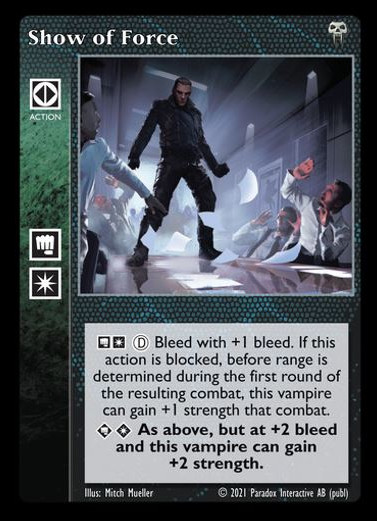 Show of Force
ACTION
D Bleed with +1 bleed. If this
action is blocked, before range is
determined during the first round of
the resulting combat, this vampire
can gain +1 strength that combat.
As above, but at +2 bleed
and this vampire can gain
+2 strength.
Illus: Mitch Mueller © 2021 Paradox Interactive AB (publ)